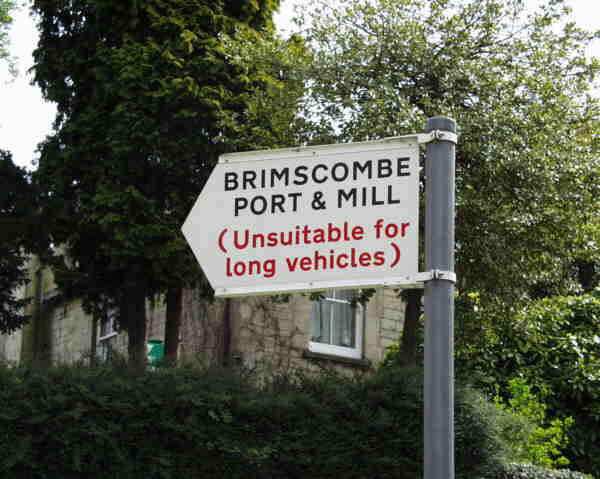 BRIMSCOMBE
PORT & MILL
(Unsuitable for
long vehicles)